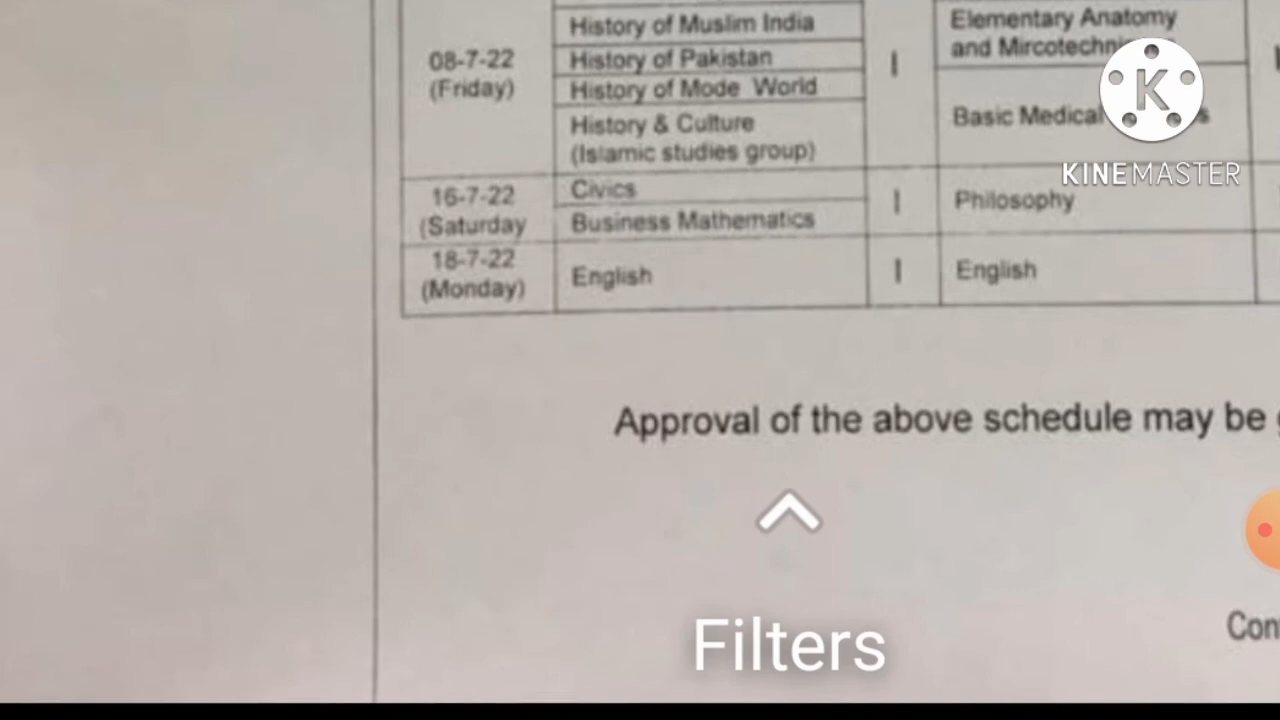 History of Muslim India
Elementary Anatomy
and
08-7-22
(Friday)
History of Pakistan
I
History of Mode World
Basic Medical
History & Culture
(Islamic studies group)
K
KINEMASTER
16-7-22
(Saturday
Civics
I
Philosophy
Business Mathematics
18-7-22
(Monday)
English
I
English
Approval of the above schedule may be
Filters